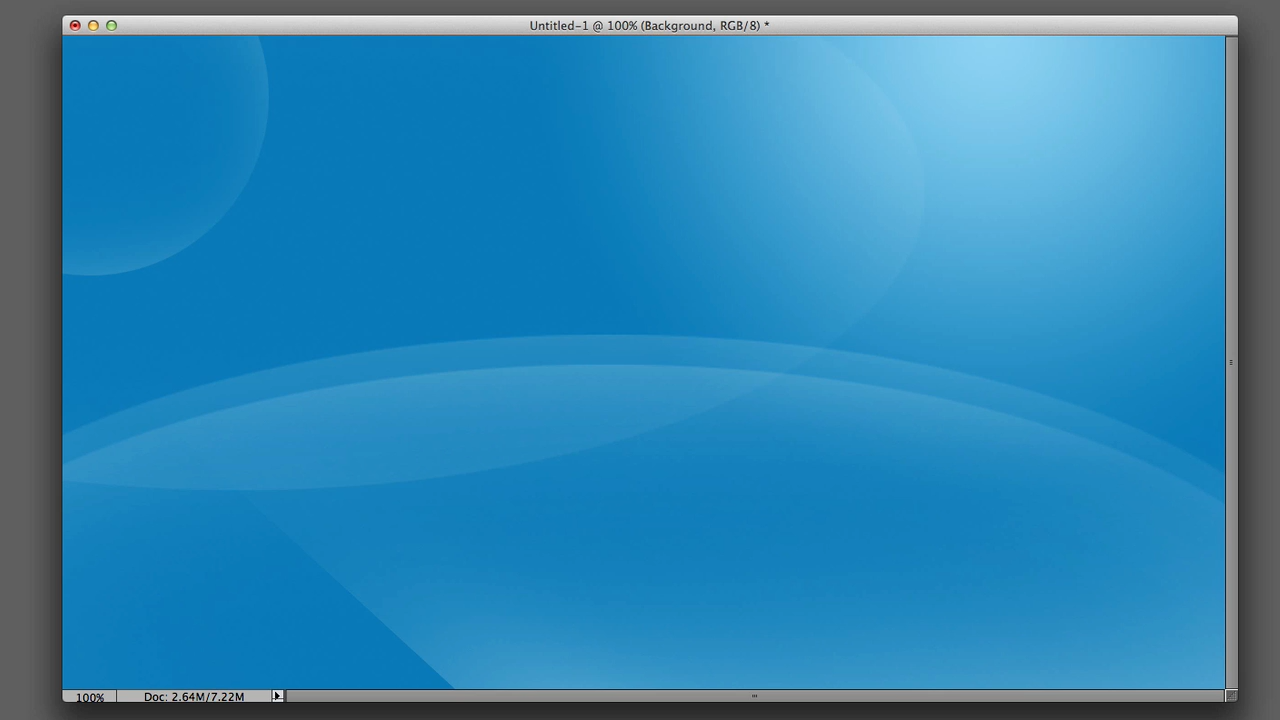 Untitled-1 @ 100% (Background, RGB/8) *
100%
Doc: 2.64M/7.22M